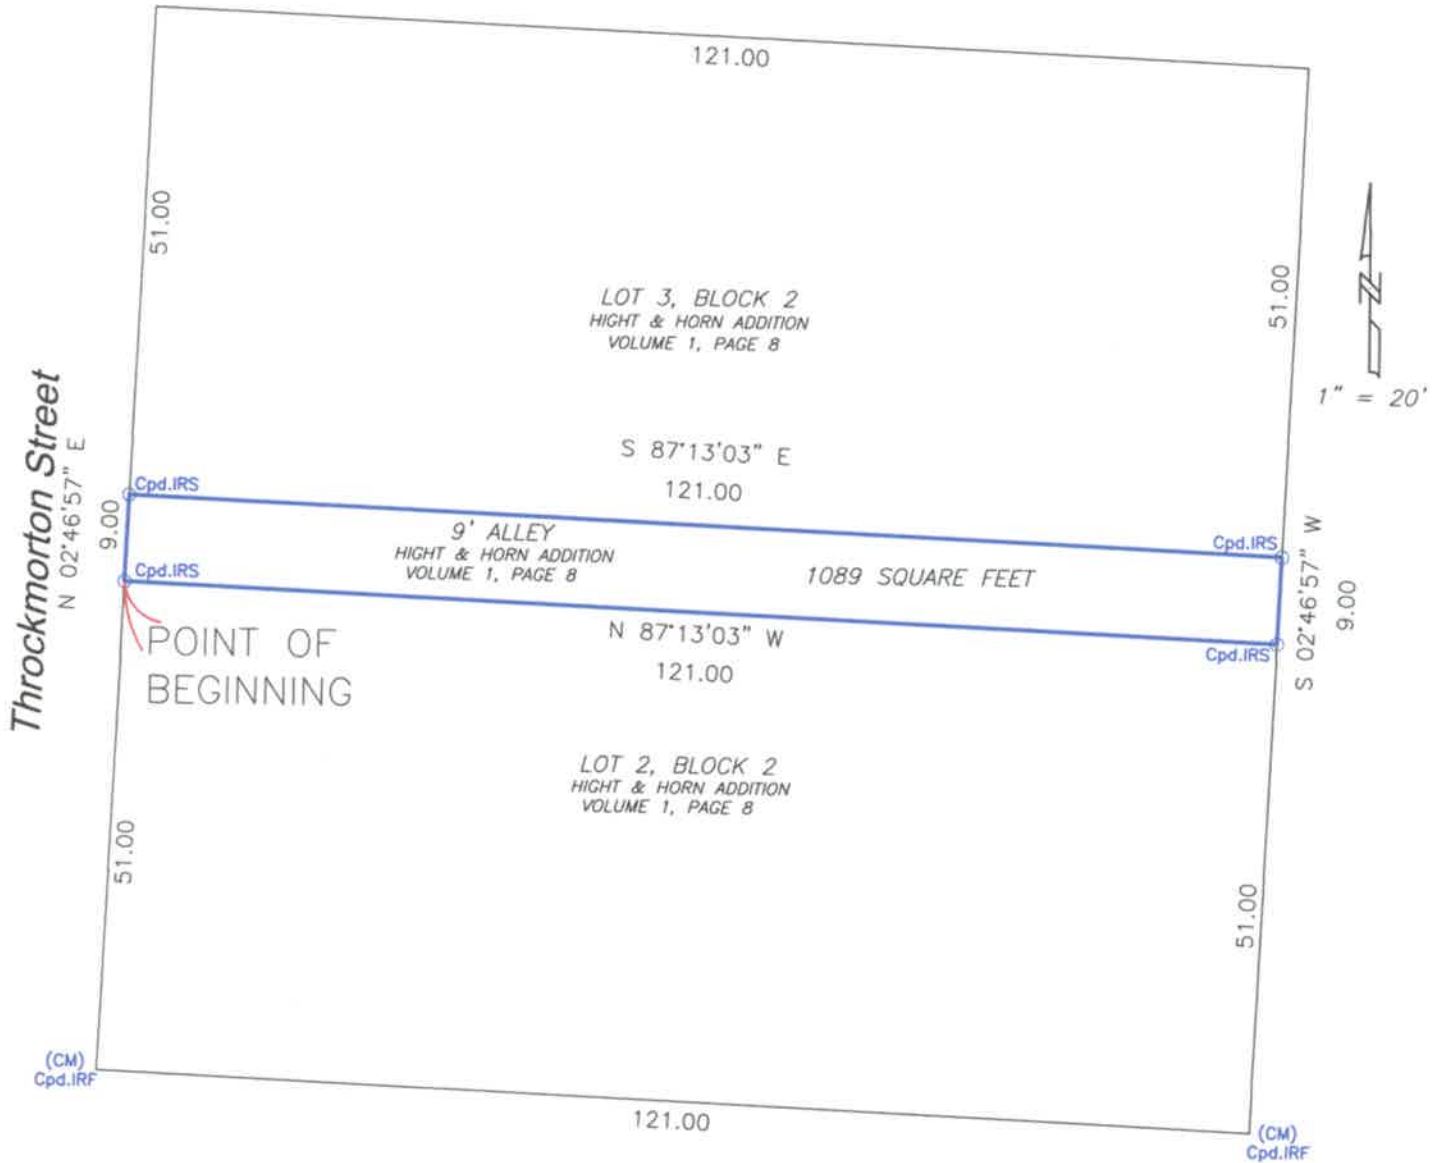 121.00
51.00
51.00
LOT 3, BLOCK 2
HIGHT & HORN ADDITION
VOLUME 1, PAGE 8
N
1" = 20'
Throckmorton Street
N 02°46'57" E
9.00
S 87°13'03" E
121.00
Cpd.IRS
Cpd.IRS
9' ALLEY
HIGHT & HORN ADDITION
VOLUME 1, PAGE 8
1089 SQUARE FEET
Cpd.IRS
Cpd.IRS
S 02°46'57" W
9.00
POINT OF
BEGINNING
N 87°13'03" W
121.00
LOT 2, BLOCK 2
HIGHT & HORN ADDITION
VOLUME 1, PAGE 8
51.00
51.00
(CM)
Cpd.IRF
121.00
(CM)
Cpd.IRF